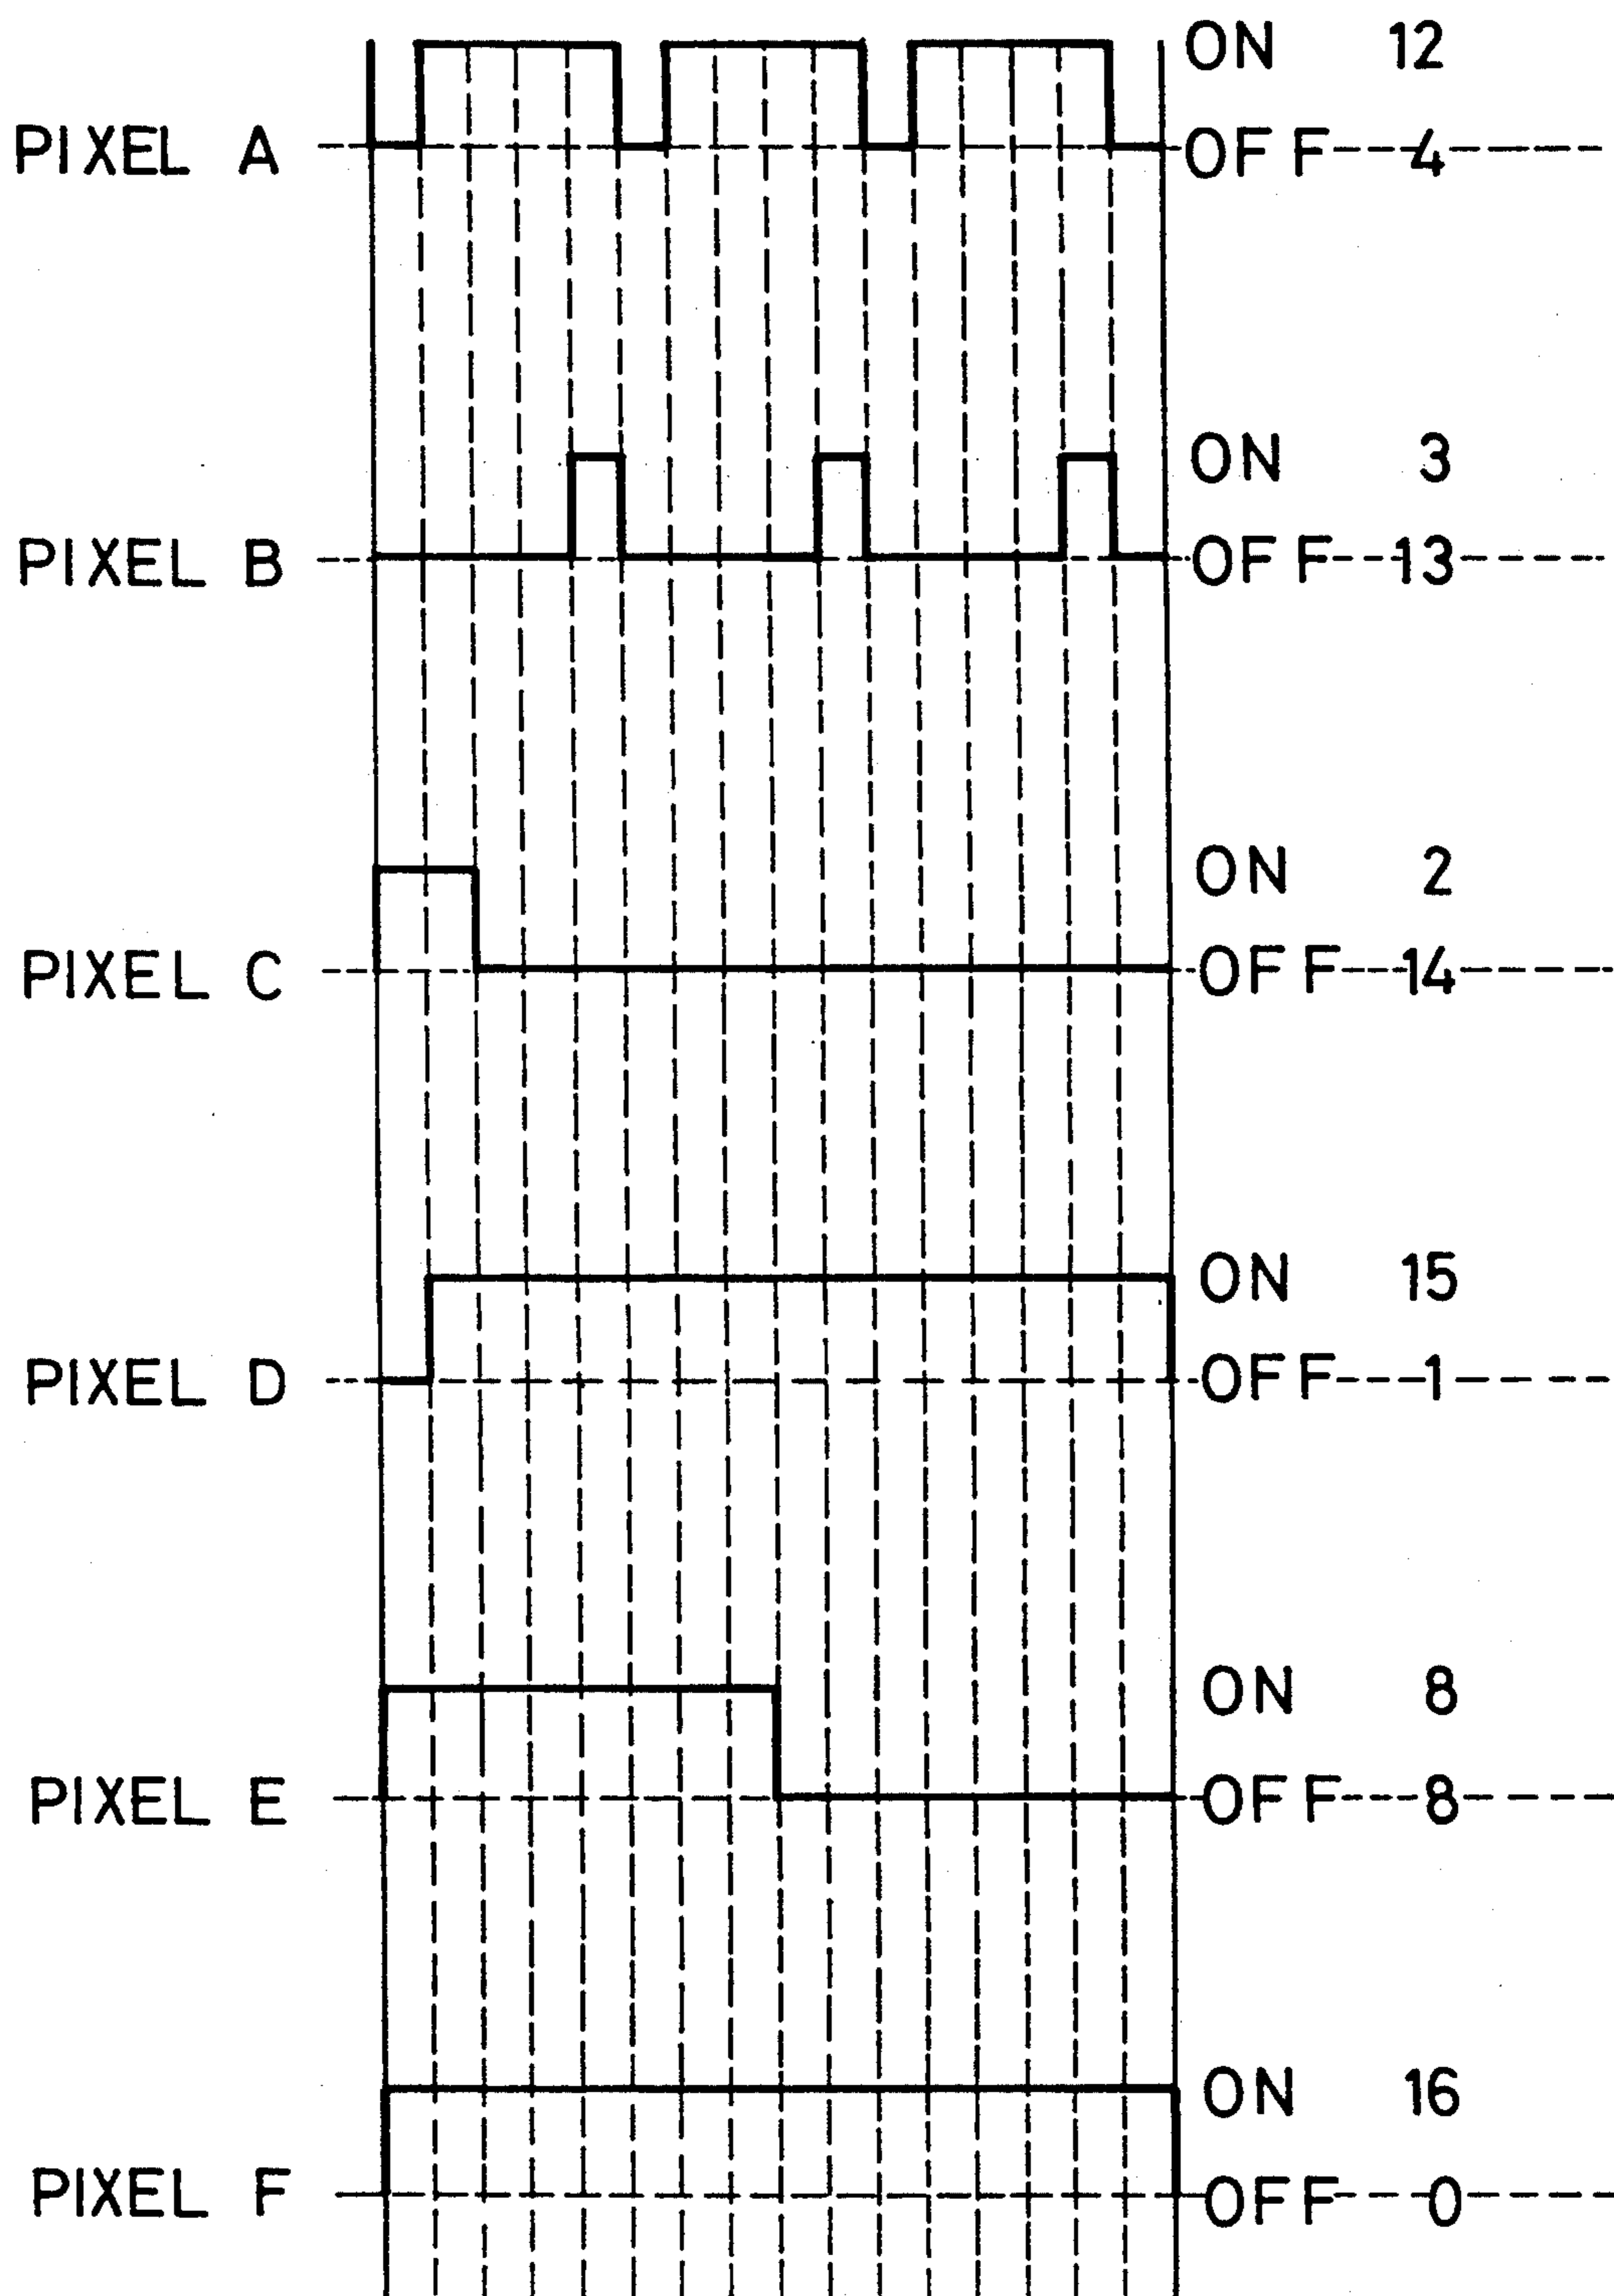 ON 12
PIXEL A OFF 4
ON 3
PIXEL B OFF 13
ON 2
PIXEL C OFF 14
ON 15
PIXEL D OFF 1
ON 8
PIXEL E OFF 8
ON 16
PIXEL F OFF 0